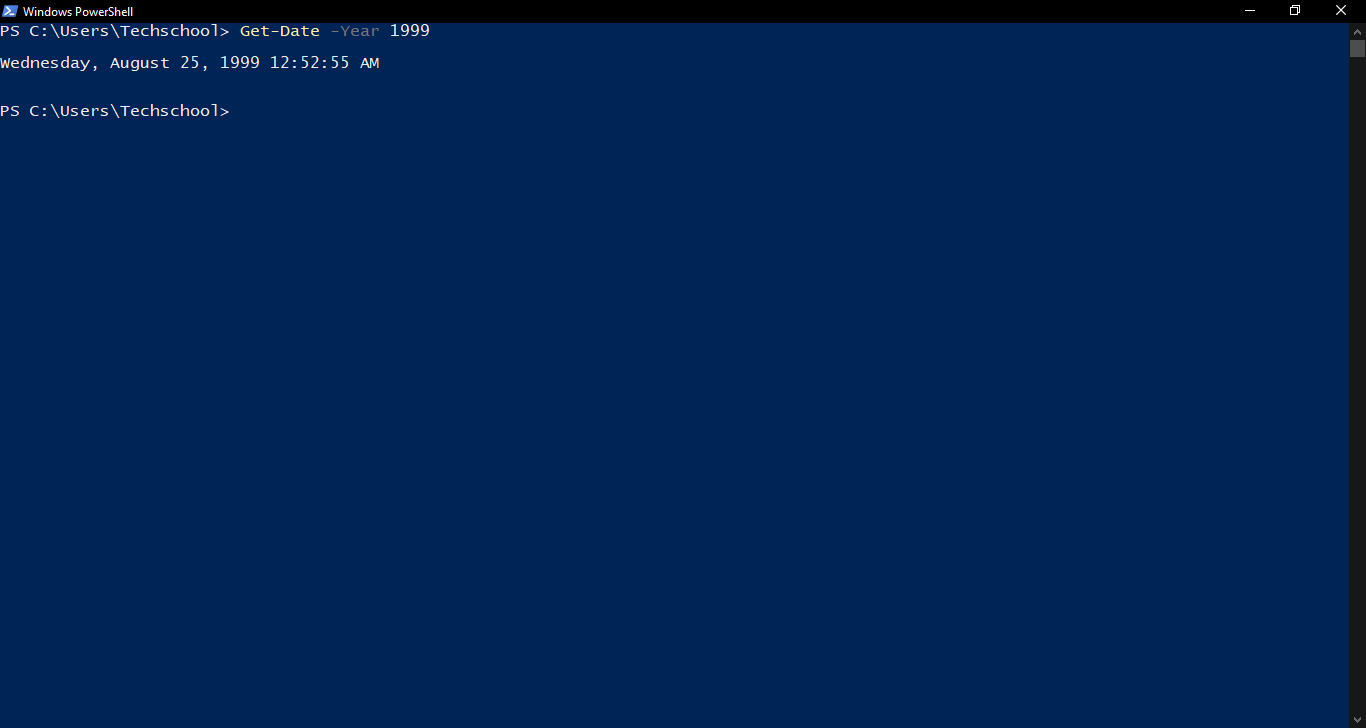 Windows PowerShell
PS C:\Users\Techschool> Get-Date -Year 1999
Wednesday, August 25, 1999 12:52:55 AM
PS C:\Users\Techschool>